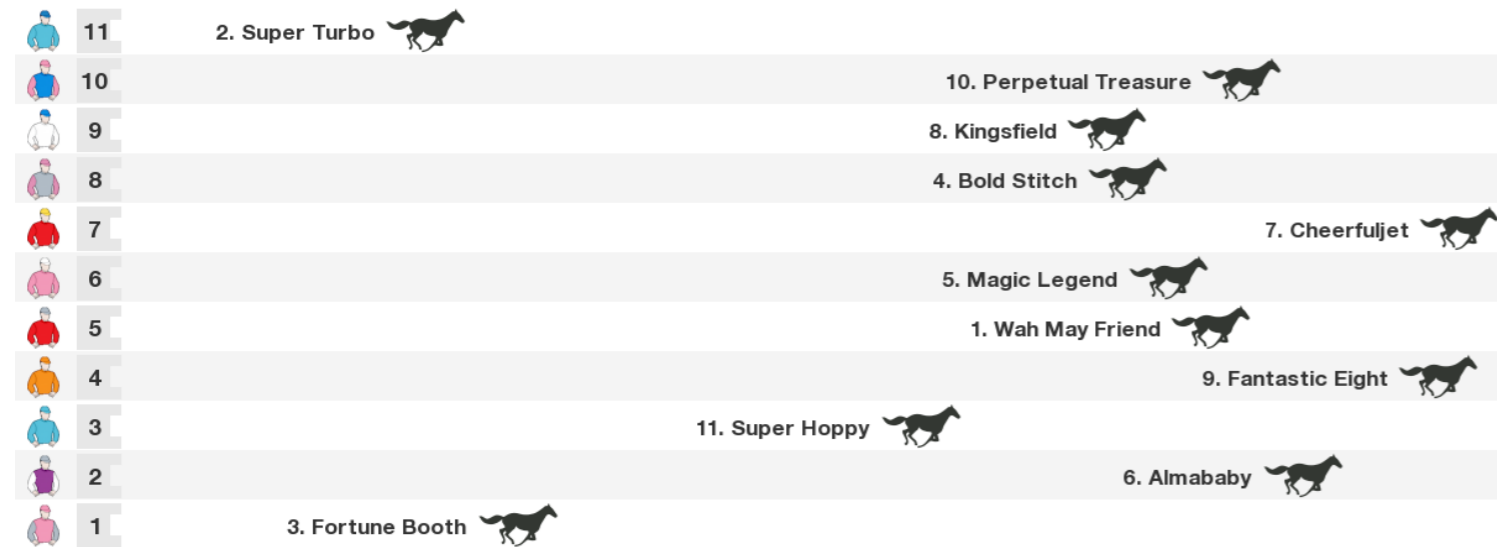 11 2. Super Turbo
10 10. Perpetual Treasure
9 8. Kingsfield
8 4. Bold Stitch
7 7. Cheerfuljet
6 5. Magic Legend
5 1. Wah May Friend
4 9. Fantastic Eight
3 11. Super Hoppy
2 6. Almababy
1 3. Fortune Booth